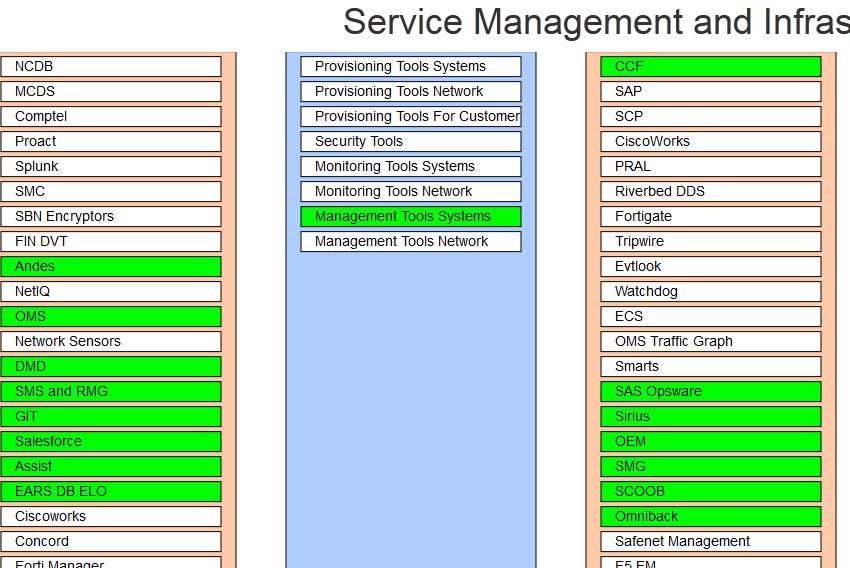 Service Management and Infras
NCDB
MCDS
Comptel
Proact
Splunk
SMC
SBN Encryptors
FIN DVT
Andes
NetIQ
OMS
Network Sensors
DMD
SMS and RMG
GIT
Salesforce
Assist
EARS DB ELO
Ciscoworks
Concord
Forti Manager
Provisioning Tools Systems
Provisioning Tools Network
Provisioning Tools For Customer
Security Tools
Monitoring Tools Systems
Monitoring Tools Network
Management Tools Systems
Management Tools Network
CCF
SAP
SCP
CiscoWorks
PRAL
Riverbed DDS
Fortigate
Tripwire
Evtlook
Watchdog
ECS
OMS Traffic Graph
Smarts
SAS Opsware
Sirius
OEM
SMG
SCOOB
Omniback
Safenet Management
F5 EM